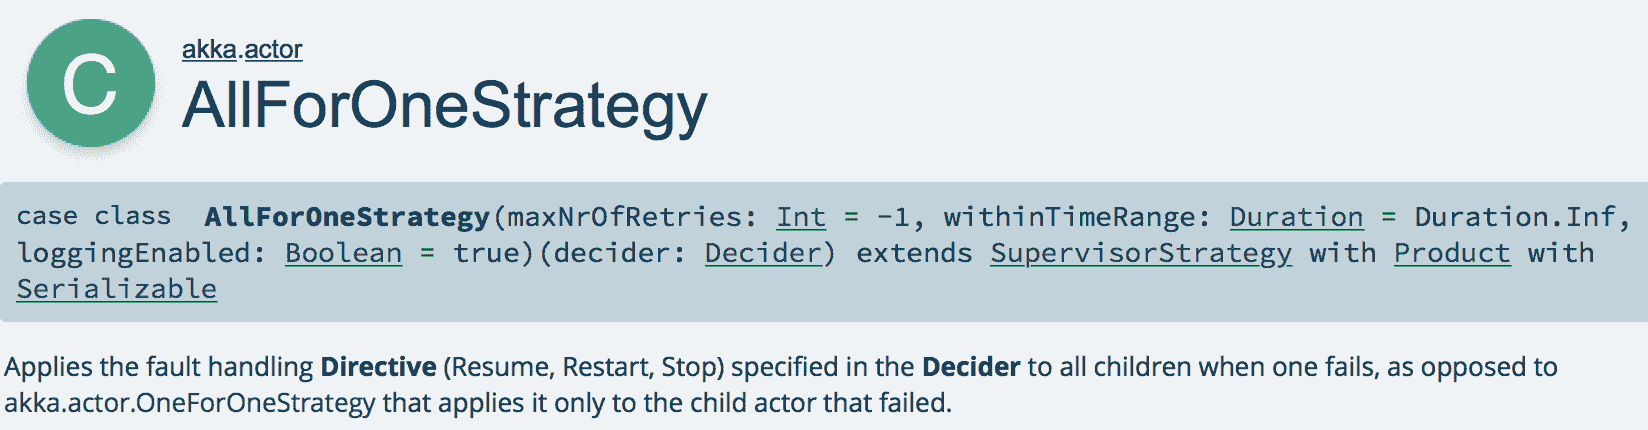 C
akka.actor
AllForOneStrategy
case class AllForOneStrategy(maxNrOfRetries: Int = -1, withinTimeRange: Duration = Duration.Inf,
loggingEnabled: Boolean = true)(decider: Decider) extends SupervisorStrategy with Product with
Serializable
Applies the fault handling Directive (Resume, Restart, Stop) specified in the Decider to all children when one fails, as opposed to
akka.actor.OneForOneStrategy that applies it only to the child actor that failed.